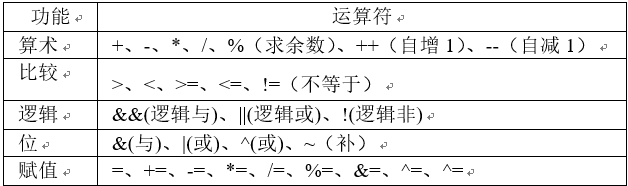 功能 运算符
算术 +、-、*、/、%（求余数）、++（自增 1）、--（自减 1）
比较 >、<、>=、<=、!=（不等于）
逻辑 &&(逻辑与)、||(逻辑或)、!(逻辑非)
位 &(与)、|(或)、^(或)、~（补）
赋值 =、+=、-=、*=、/=、%=、&=、^=、^=